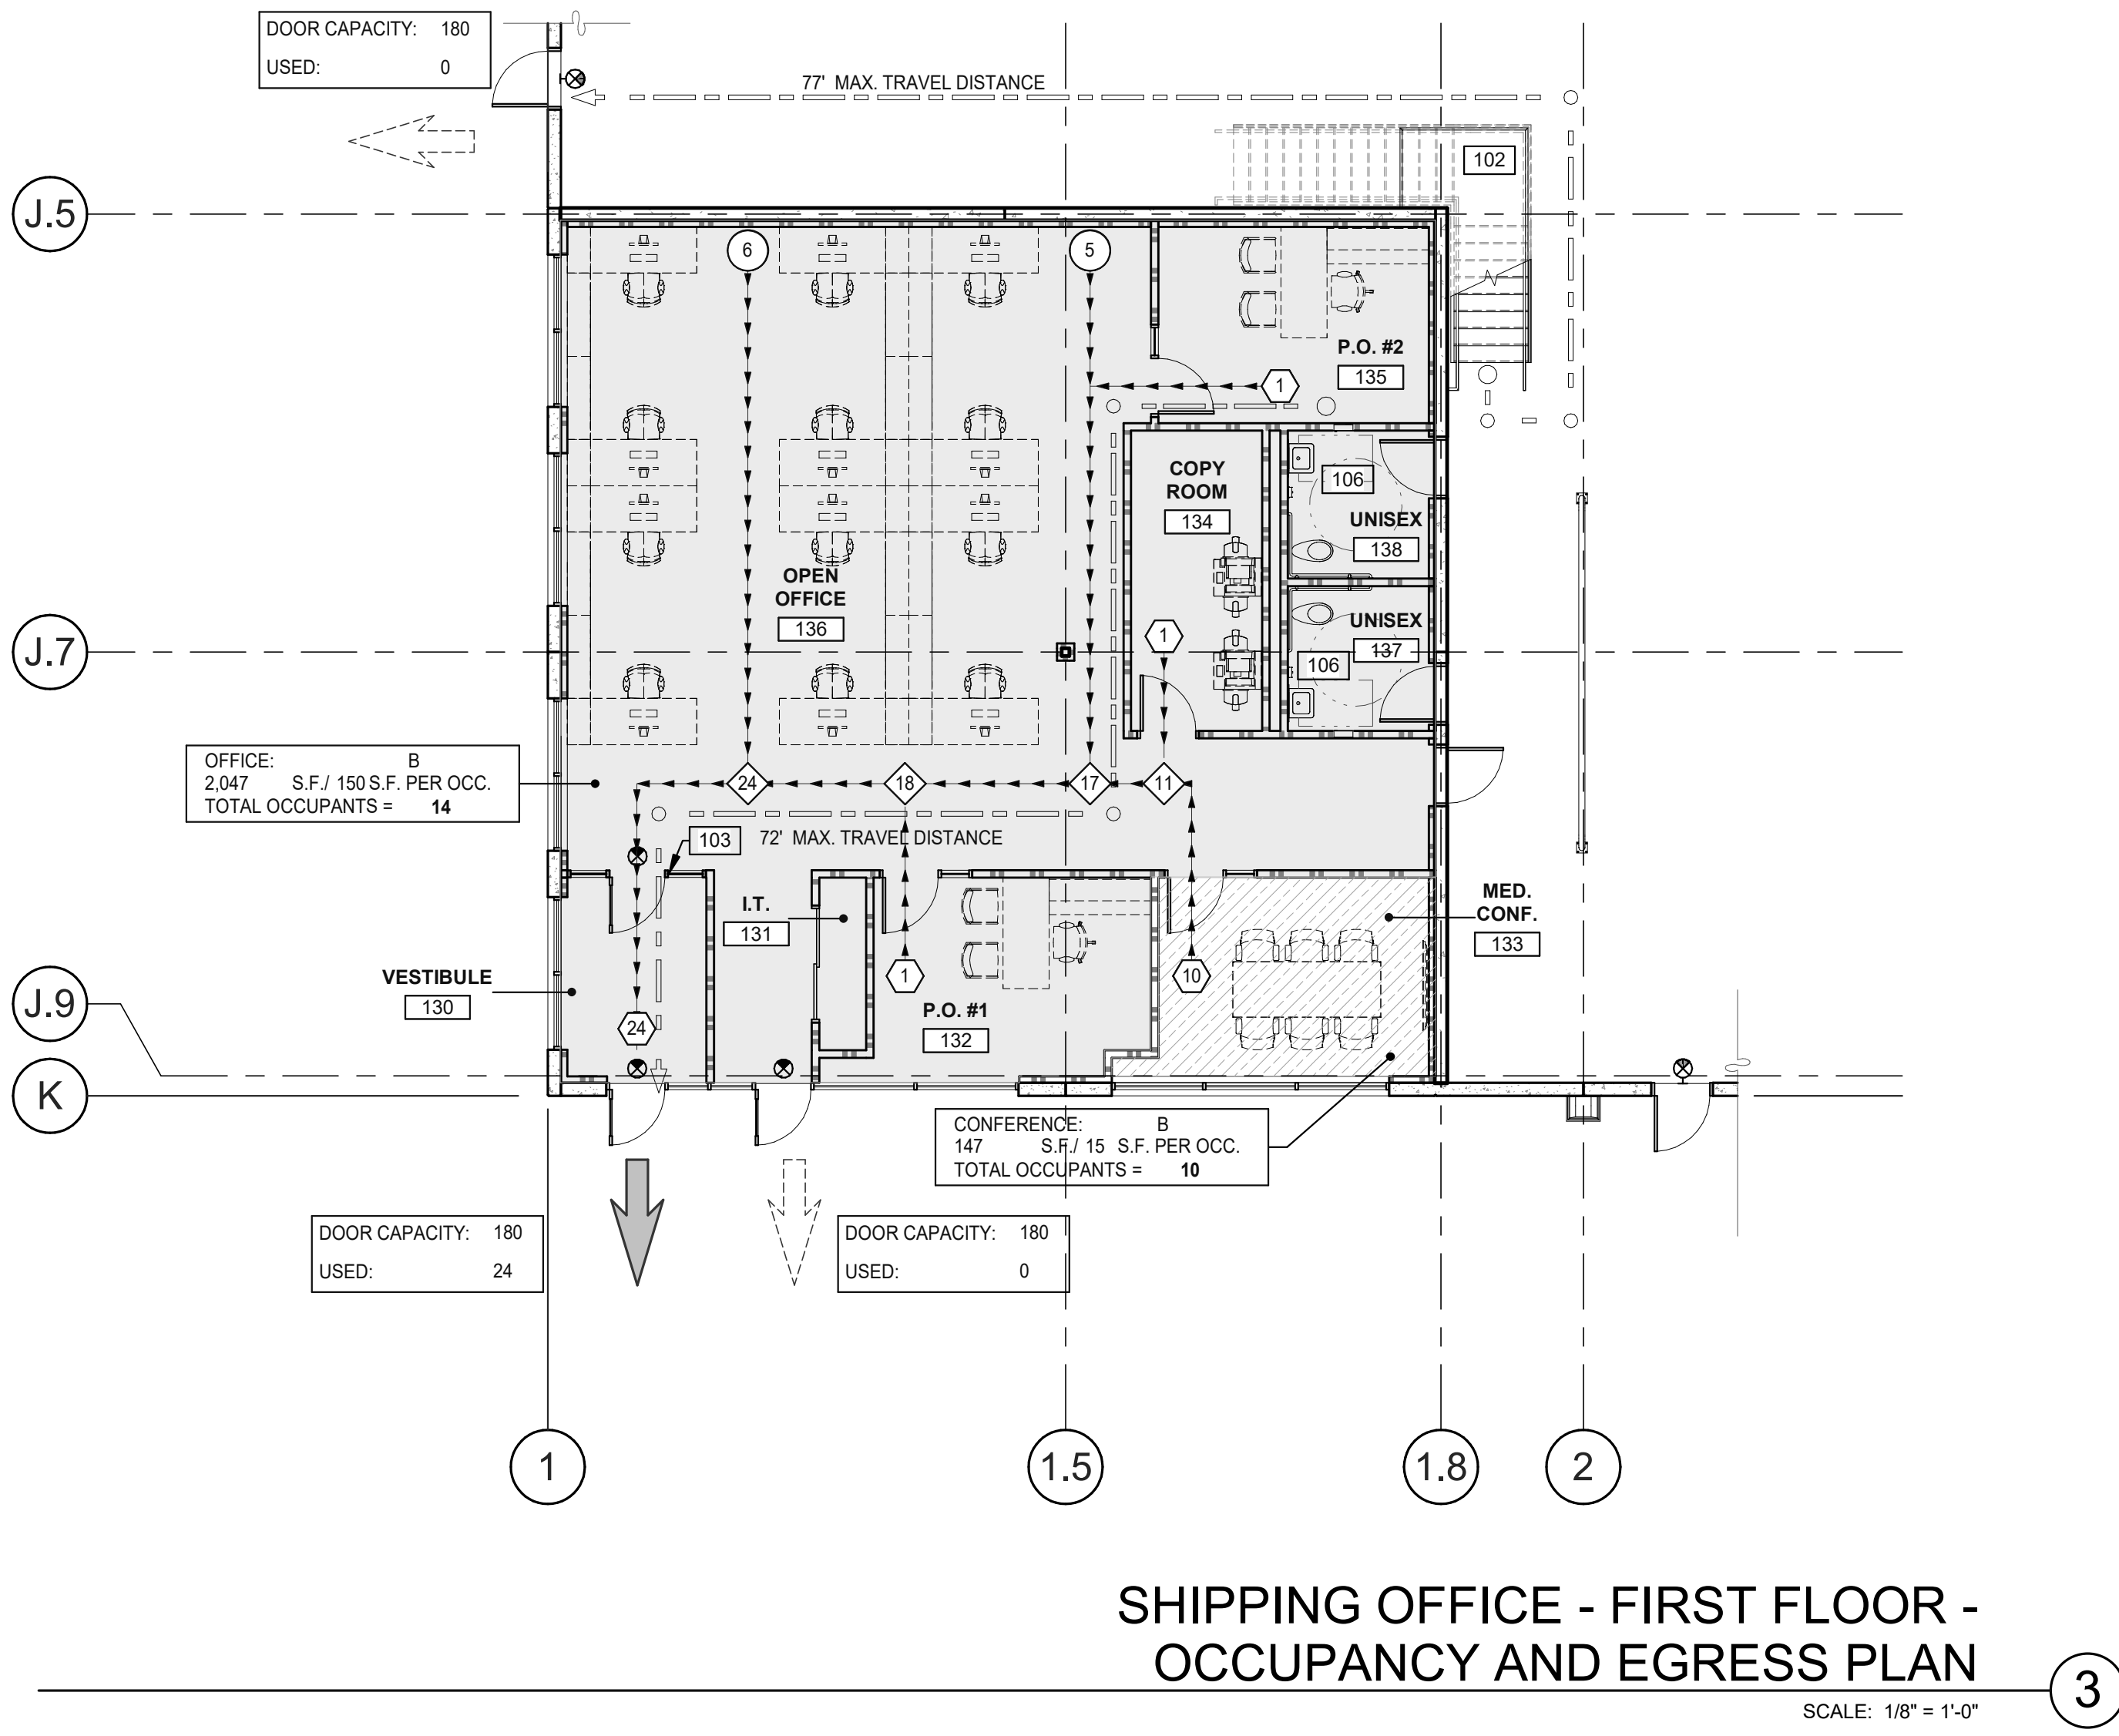 DOOR CAPACITY: 180
USED: 0
77' MAX. TRAVEL DISTANCE
102
J.5
6
5
P.O. #2
135
1
COPY
ROOM
134
106
UNISEX
138
OPEN
OFFICE
136
1
UNISEX
137
106
J.7
OFFICE: B
2,047 S.F./ 150 S.F. PER OCC.
TOTAL OCCUPANTS = 14
24
18
17
11
103
72' MAX. TRAVEL DISTANCE
I.T.
131
MED.
CONF.
133
VESTIBULE
130
1
10
P.O. #1
132
24
J.9
K
CONFERENCE: B
147 S.F./ 15 S.F. PER OCC.
TOTAL OCCUPANTS = 10
DOOR CAPACITY: 180
USED: 24
DOOR CAPACITY: 180
USED: 0
1
1.5
1.8
2
SHIPPING OFFICE - FIRST FLOOR -
OCCUPANCY AND EGRESS PLAN
3
SCALE: 1/8" = 1'-0"